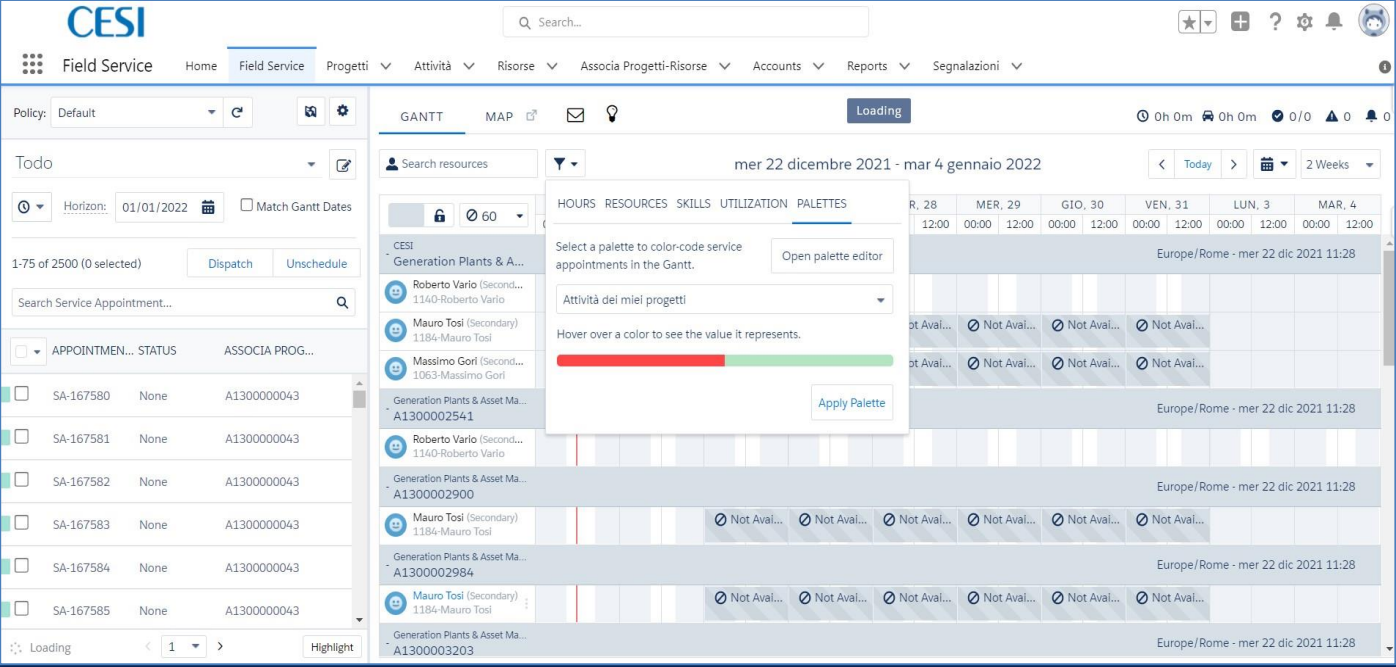 CESI
Search...
Field Service
Home
Field Service
Progetti
Attività
Risorse
Associa Progetti-Risorse
Accounts
Reports
Segnalazioni
Policy:
Default
GANTT
MAP
Loading
0h 0m
0h 0m
0/0
0
0
Todo
Search resources
mer 22 dicembre 2021 - mar 4 gennaio 2022
Today
2 Weeks
Horizon:
01/01/2022
Match Gantt Dates
60
HOURS
RESOURCES
SKILLS
UTILIZATION
PALETTES
R, 28
MER, 29
GIO, 30
VEN, 31
LUN, 3
MAR, 4
12:00
00:00
12:00
00:00
12:00
00:00
12:00
00:00
12:00
00:00
12:00
1-75 of 2500 (0 selected)
Dispatch
Unschedule
Search Service Appointment...
Select a palette to color-code service
appointments in the Gantt.
Open palette editor
Attività dei miei progetti
Hover over a color to see the value it represents.
Apply Palette
CESI
- Generation Plants & A...
Europe/Rome - mer 22 dic 2021 11:28
Roberto Vario (Second...
1140-Roberto Vario
Mauro Tosi (Secondary)
1184-Mauro Tosi
ot Avai...
Not Avai...
Not Avai...
Not Avai...
Massimo Gori (Second...
1063-Massimo Gori
ot Avai...
Not Avai...
Not Avai...
Not Avai...
Generation Plants & Asset Ma...
- A1300002541
Europe/Rome - mer 22 dic 2021 11:28
Roberto Vario (Second...
1140-Roberto Vario
Generation Plants & Asset Ma...
- A1300002900
Europe/Rome - mer 22 dic 2021 11:28
Mauro Tosi (Secondary)
1184-Mauro Tosi
Not Avai...
Not Avai...
Not Avai...
Not Avai...
Not Avai...
Not Avai...
Generation Plants & Asset Ma...
- A1300002984
Europe/Rome - mer 22 dic 2021 11:28
Mauro Tosi (Secondary)
1184-Mauro Tosi
Not Avai...
Not Avai...
Not Avai...
Not Avai...
Not Avai...
Not Avai...
Generation Plants & Asset Ma...
- A1300003203
Europe/Rome - mer 22 dic 2021 11:28
APPOINTMEN... STATUS ASSOCIA PROG...
SA-167580 None A1300000043
SA-167581 None A1300000043
SA-167582 None A1300000043
SA-167583 None A1300000043
SA-167584 None A1300000043
SA-167585 None A1300000043
Loading
1
Highlight